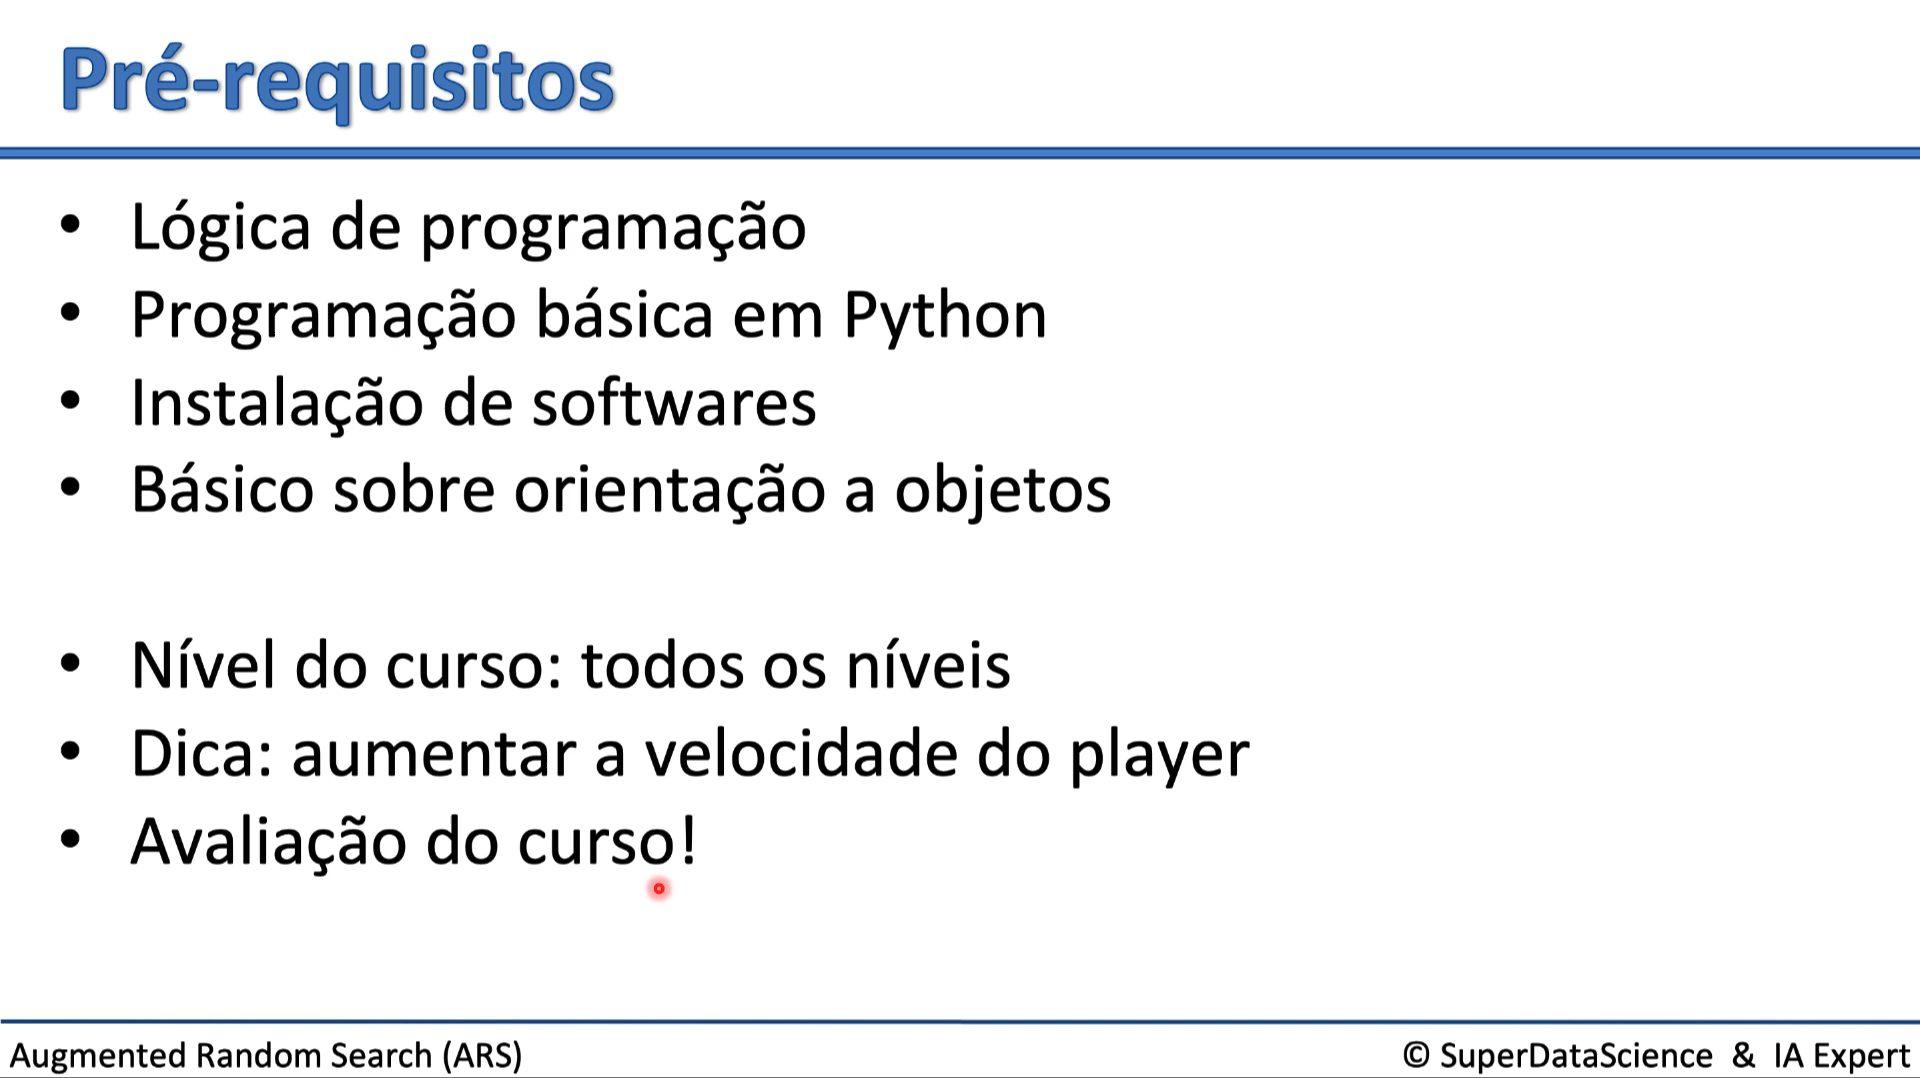 Pré-requisitos
• Lógica de programação
• Programação básica em Python
• Instalação de softwares
• Básico sobre orientação a objetos
• Nível do curso: todos os níveis
• Dica: aumentar a velocidade do player
• Avaliação do curso!
Augmented Random Search (ARS)
© SuperDataScience & IA Expert